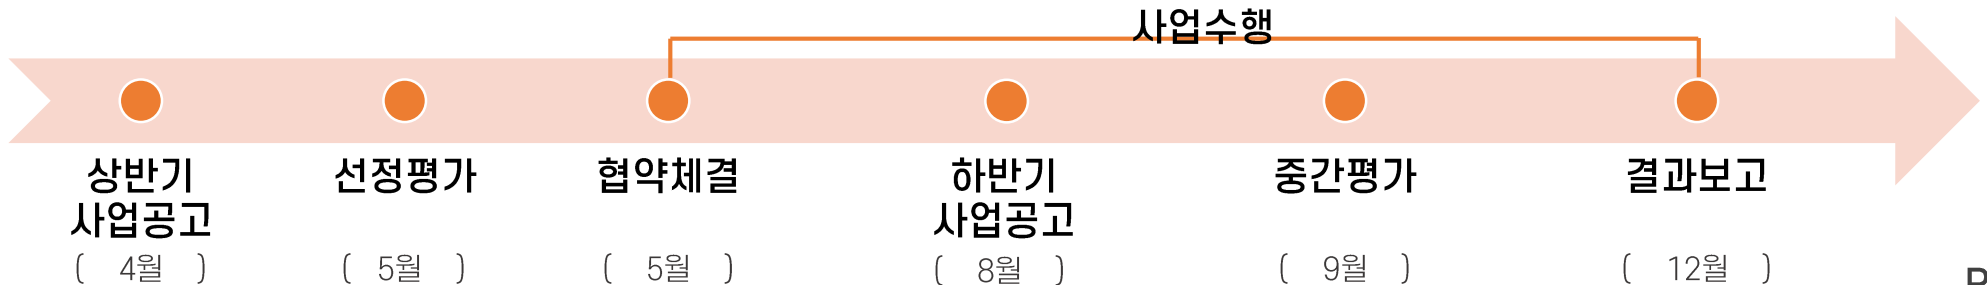 사업수행
상반기
사업공고
( 4월 )
선정평가
( 5월 )
협약체결
( 5월 )
하반기
사업공고
( 8월 )
중간평가
( 9월 )
결과보고
( 12월 )